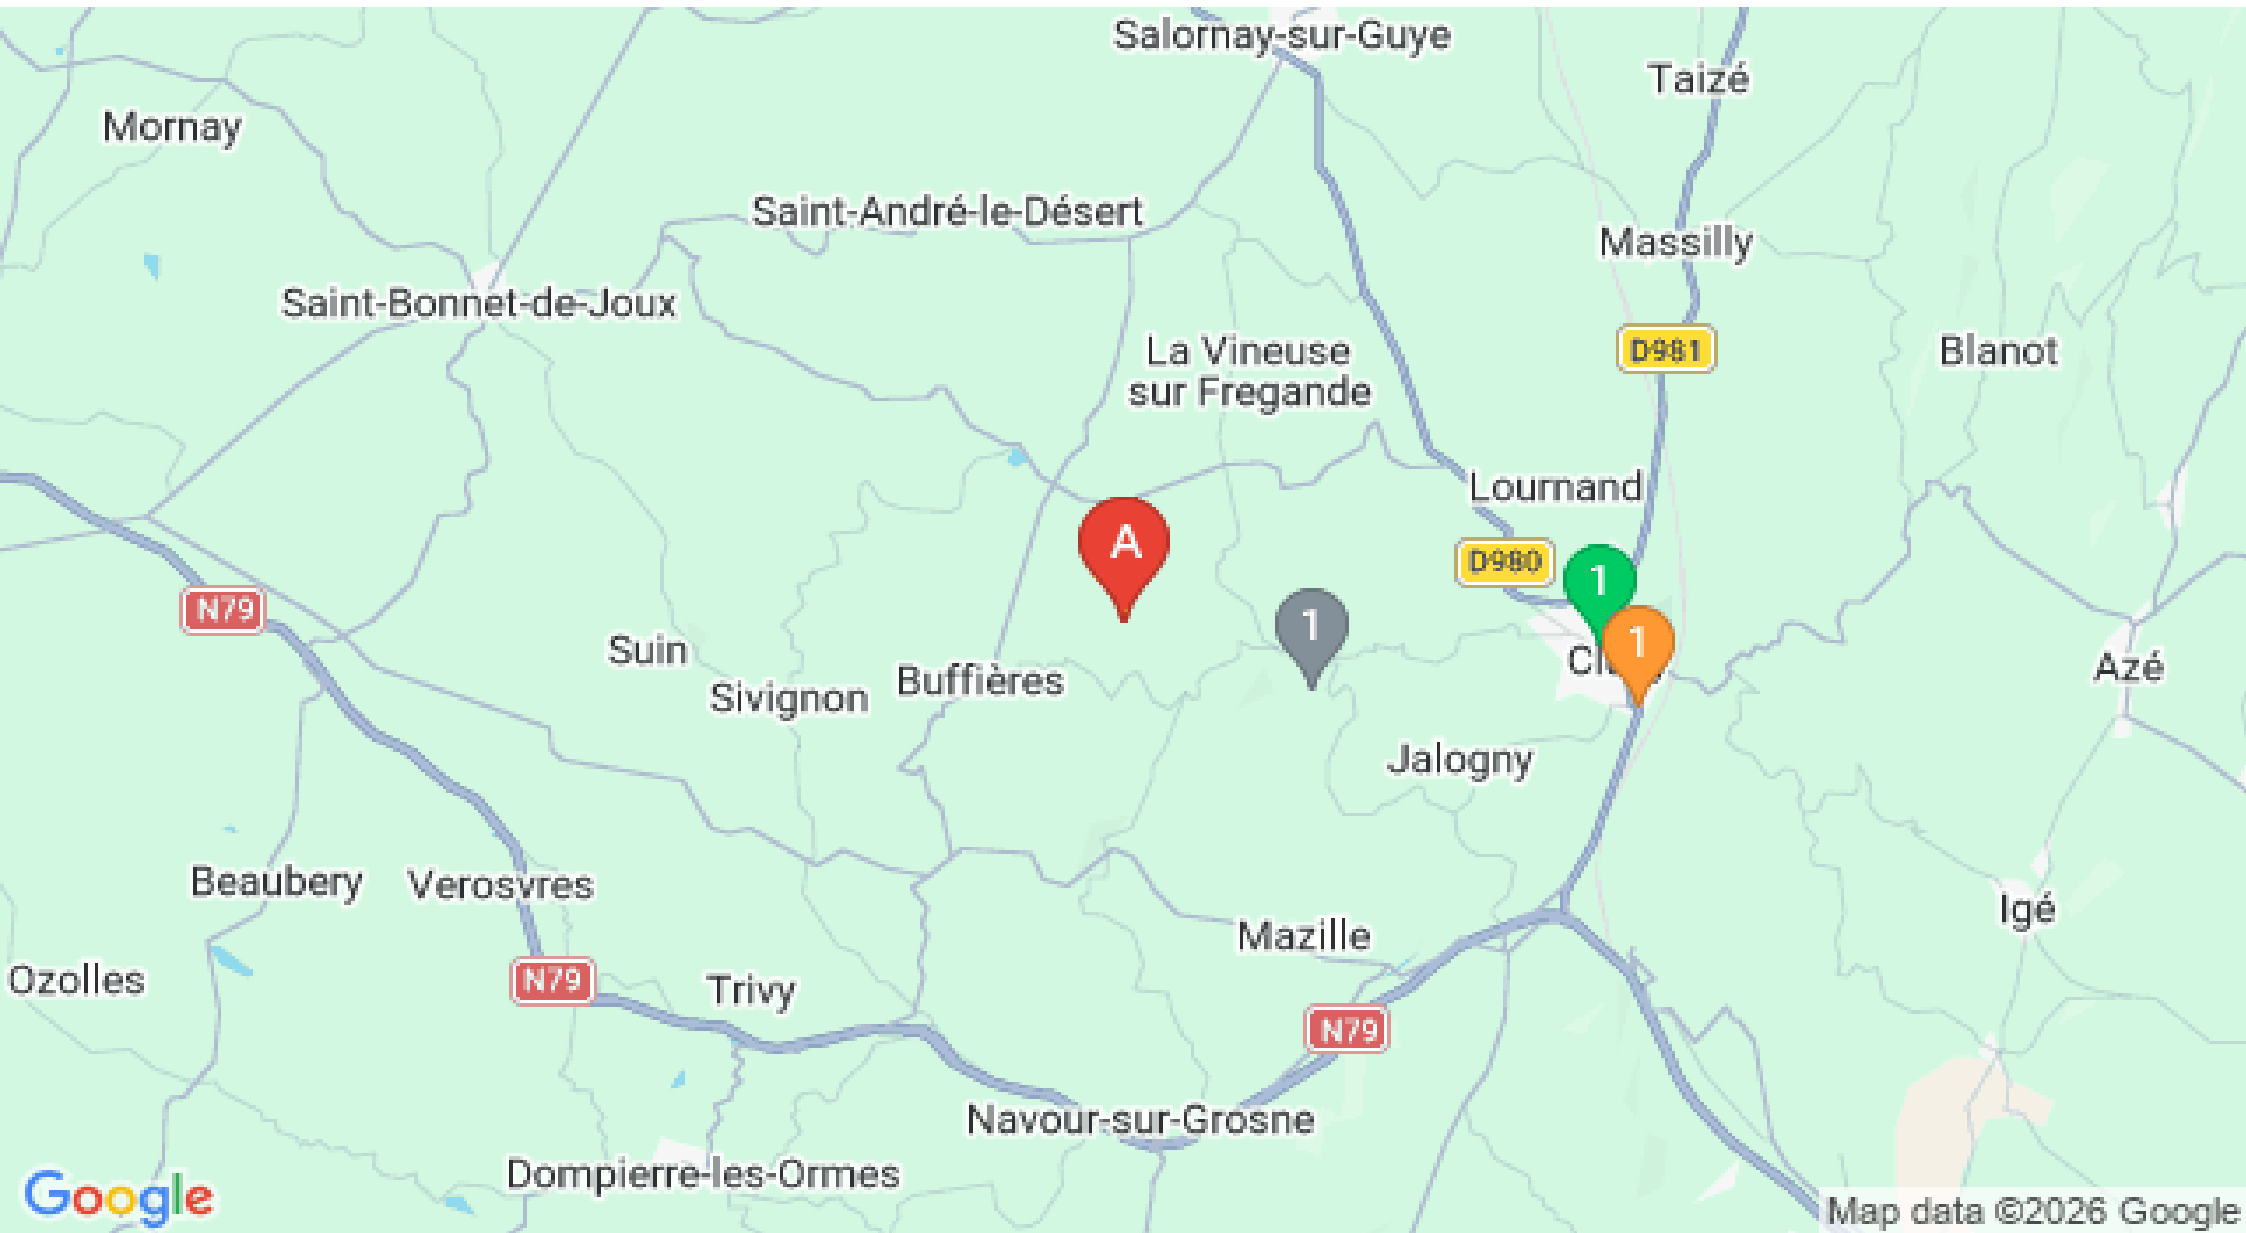 Salornay-sur-Guye
Taizé
Mornay
Saint-André-le-Désert
Massilly
Saint-Bonnet-de-Joux
La Vineuse
sur Fregande
D981
Blanot
Lournand
A
D980
1
N79
1
1
Suin
Buffières
Sivignon
Azé
Jalogny
Beaubery
Verosvres
Igé
Mazille
Ozolles
N79
Trivy
N79
Navour-sur-Grosne
Dompierre-les-Ormes
Google
Map data ©2026 Google